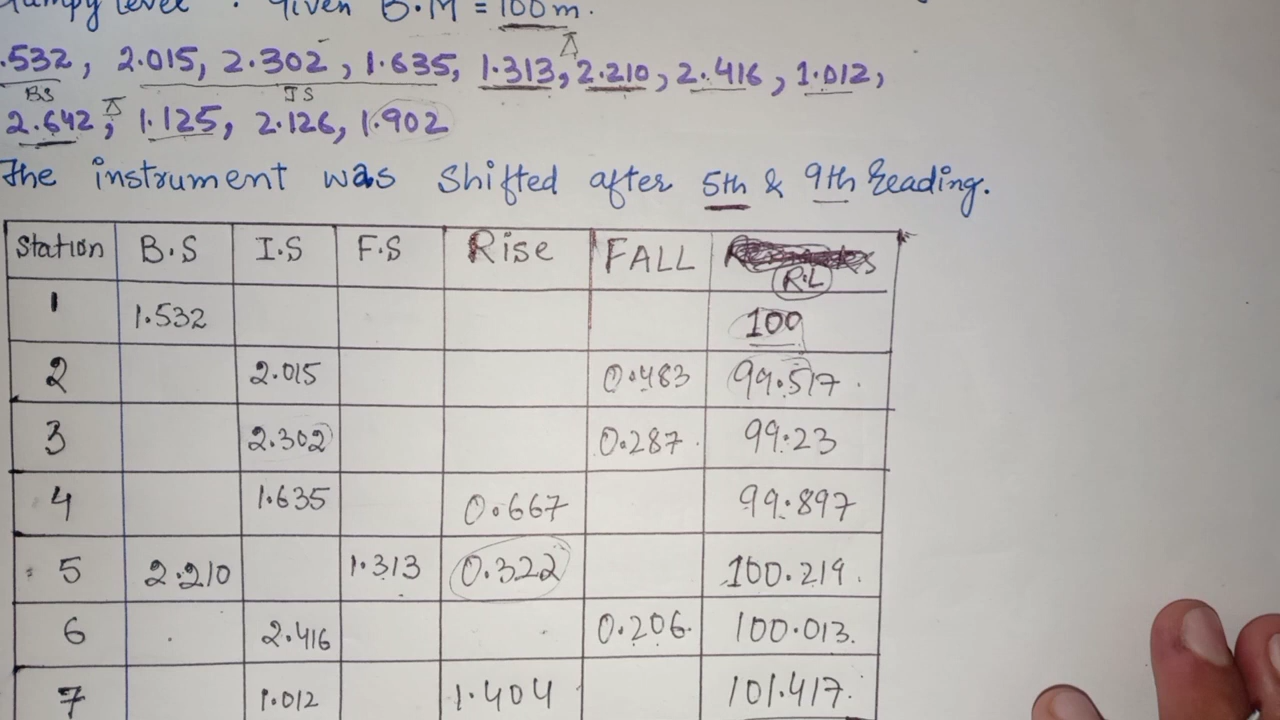 Dumpy level . Given B.M = 100m.
.532, 2.015, 2.302, 1.635, 1.313, 2.210, 2.416, 1.012,
BS IS
2.642, 1.125, 2.126, 1.902
The instrument was Shifted after 5th & 9th Reading.
Station B.S I.S F.S Rise FALL R.L
1 1.532 100
2 2.015 0.483 99.517
3 2.302 0.287 99.23
4 1.635 0.667 99.897
5 2.210 1.313 0.322 100.219
6 2.416 0.206 100.013
7 1.012 1.404 101.417